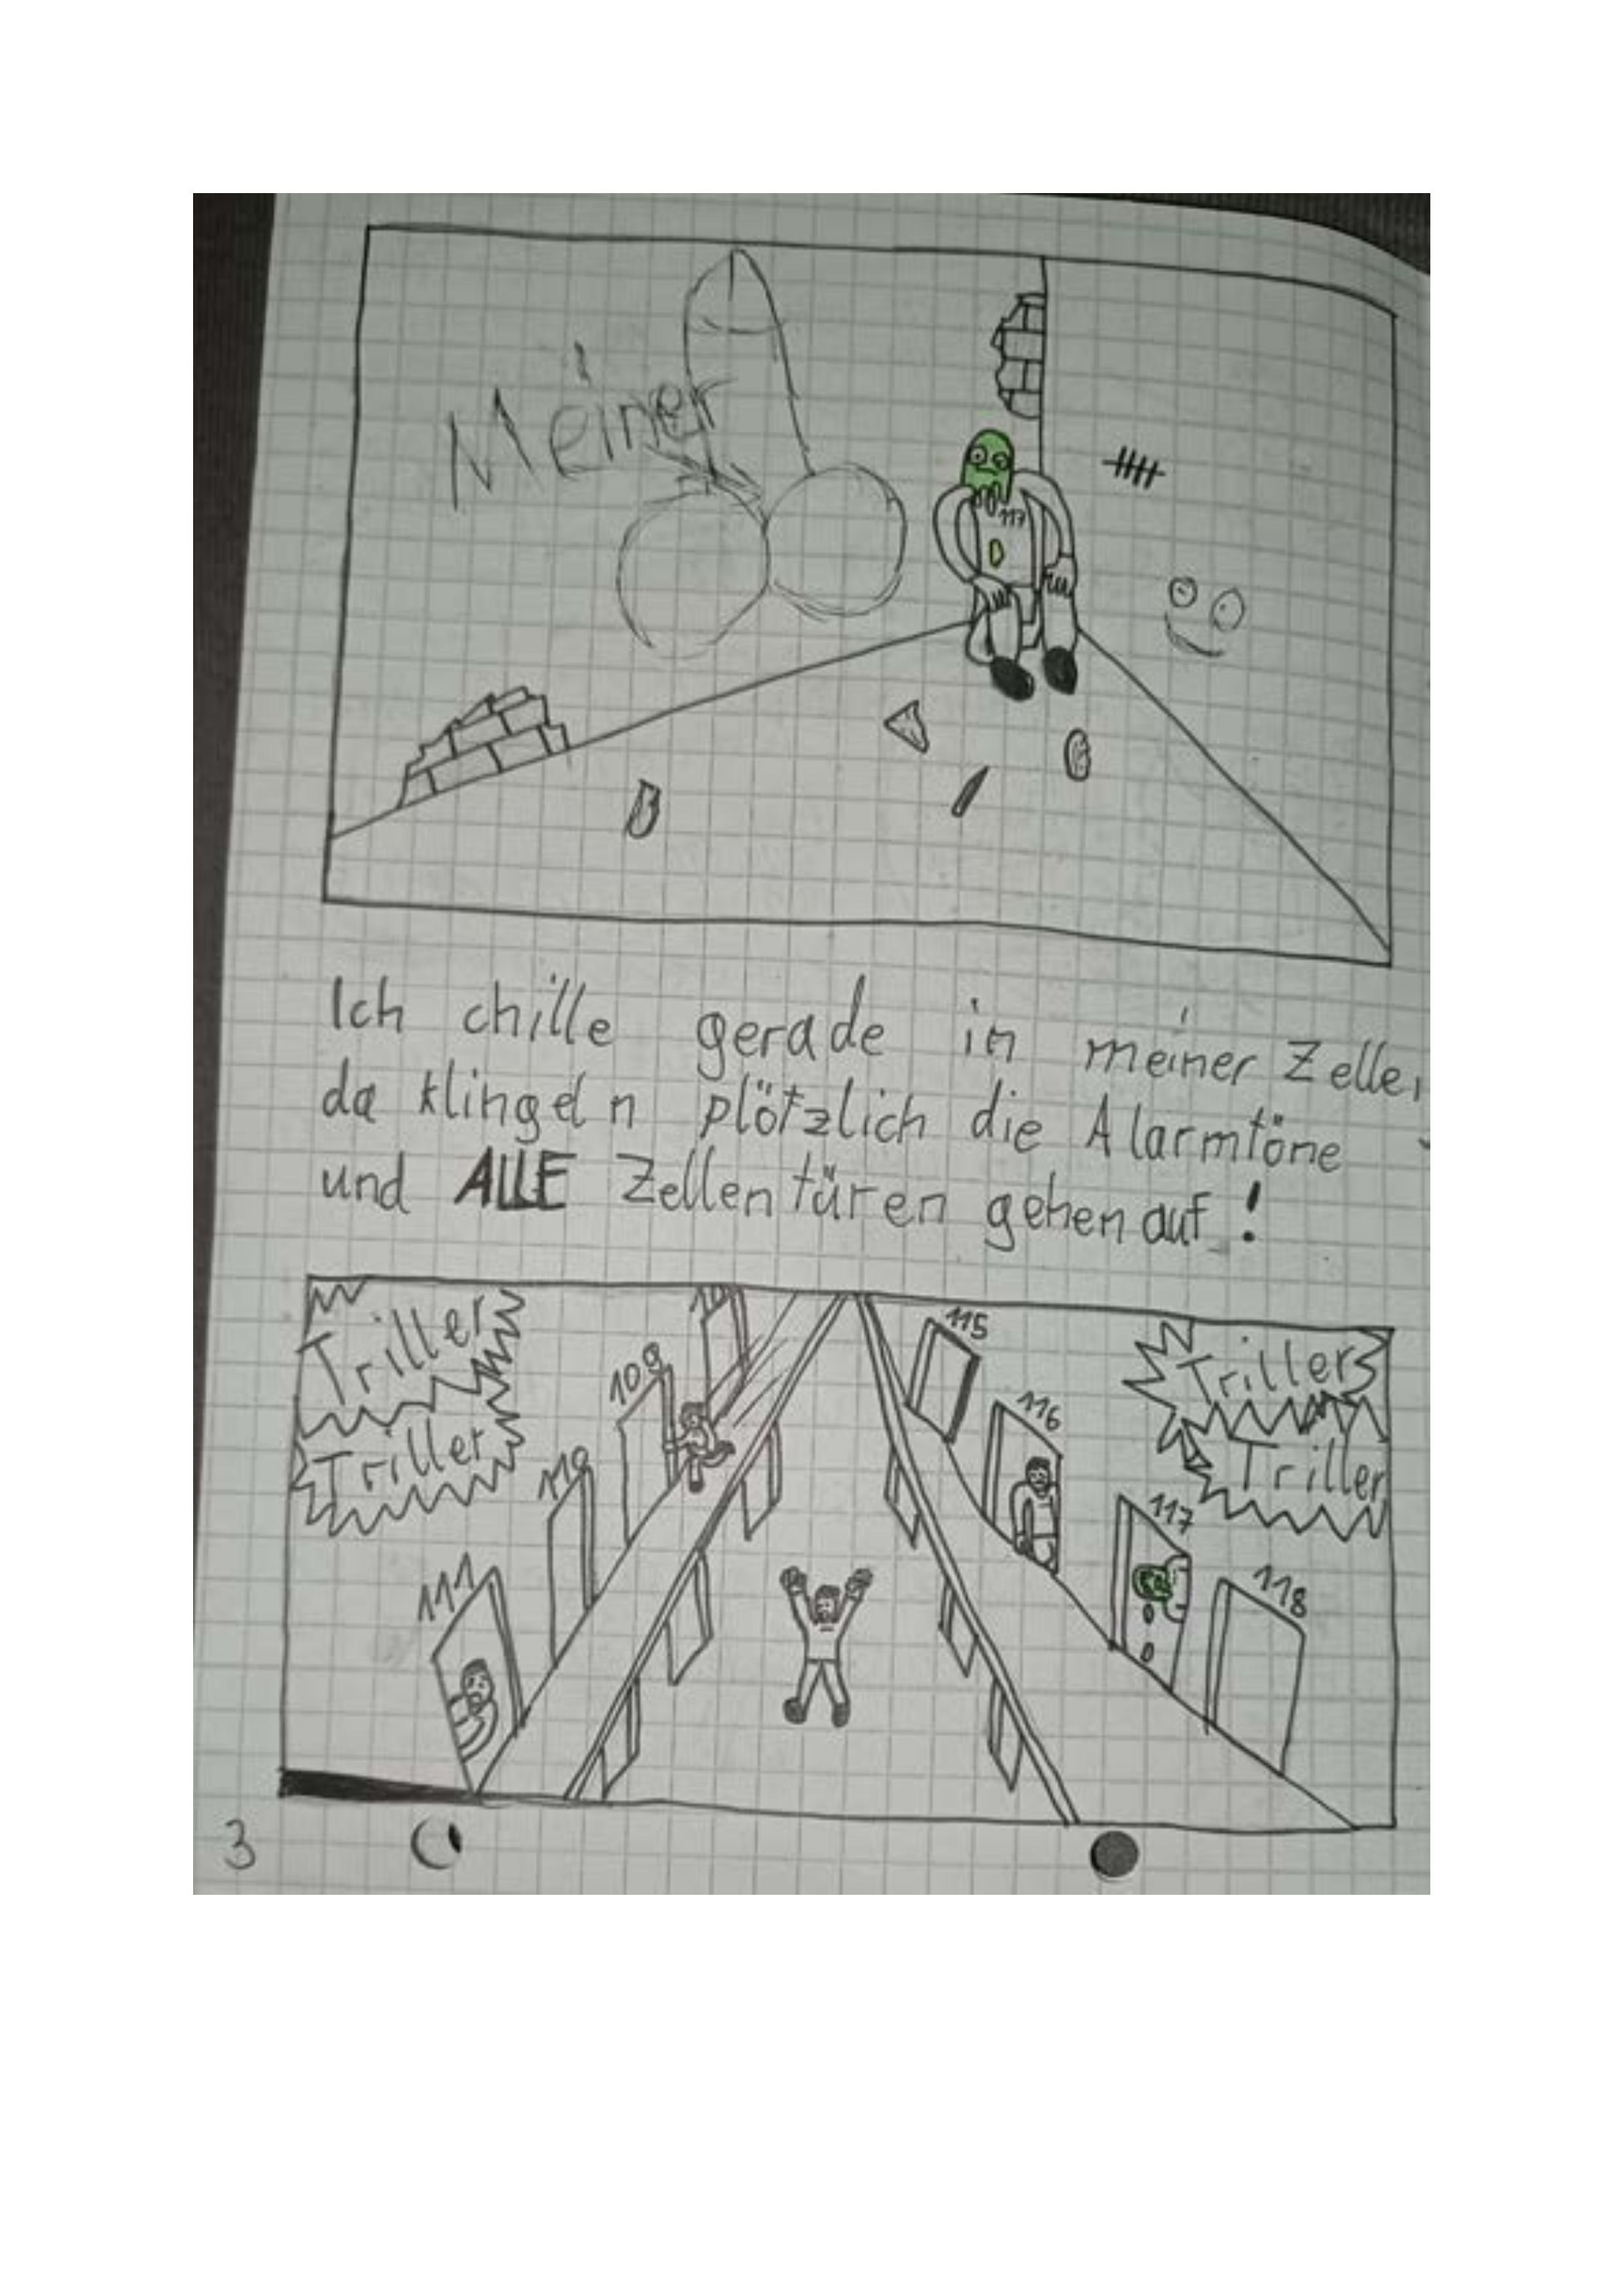 Meiner
117
Ich chille gerade in meiner Zelle,
da klingeln plötzlich die Alarmtöne
und ALLE Zellentüren gehen auf!
Triller
Triller
109
110
111
115
116
117
118
Triller
Triller
3